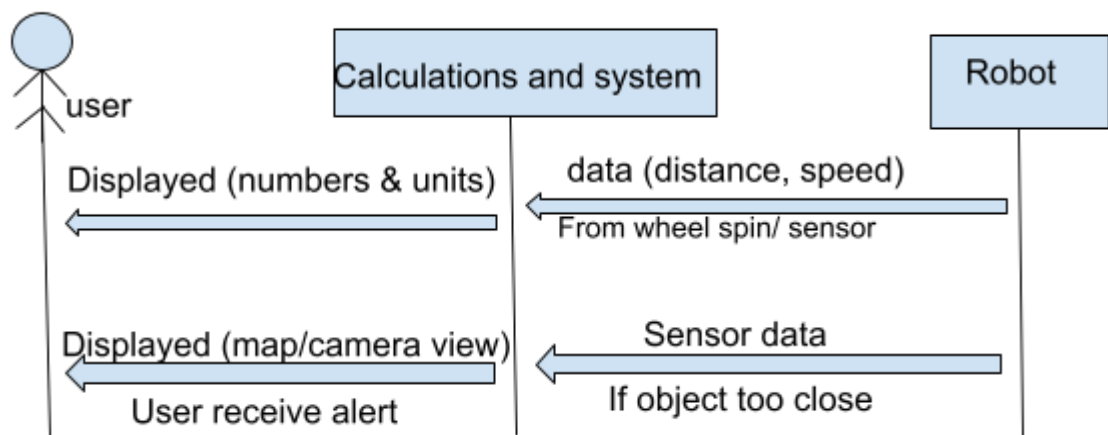 user
Calculations and system
Robot
Displayed (numbers & units)
data (distance, speed)
From wheel spin/ sensor
Displayed (map/camera view)
User receive alert
Sensor data
If object too close